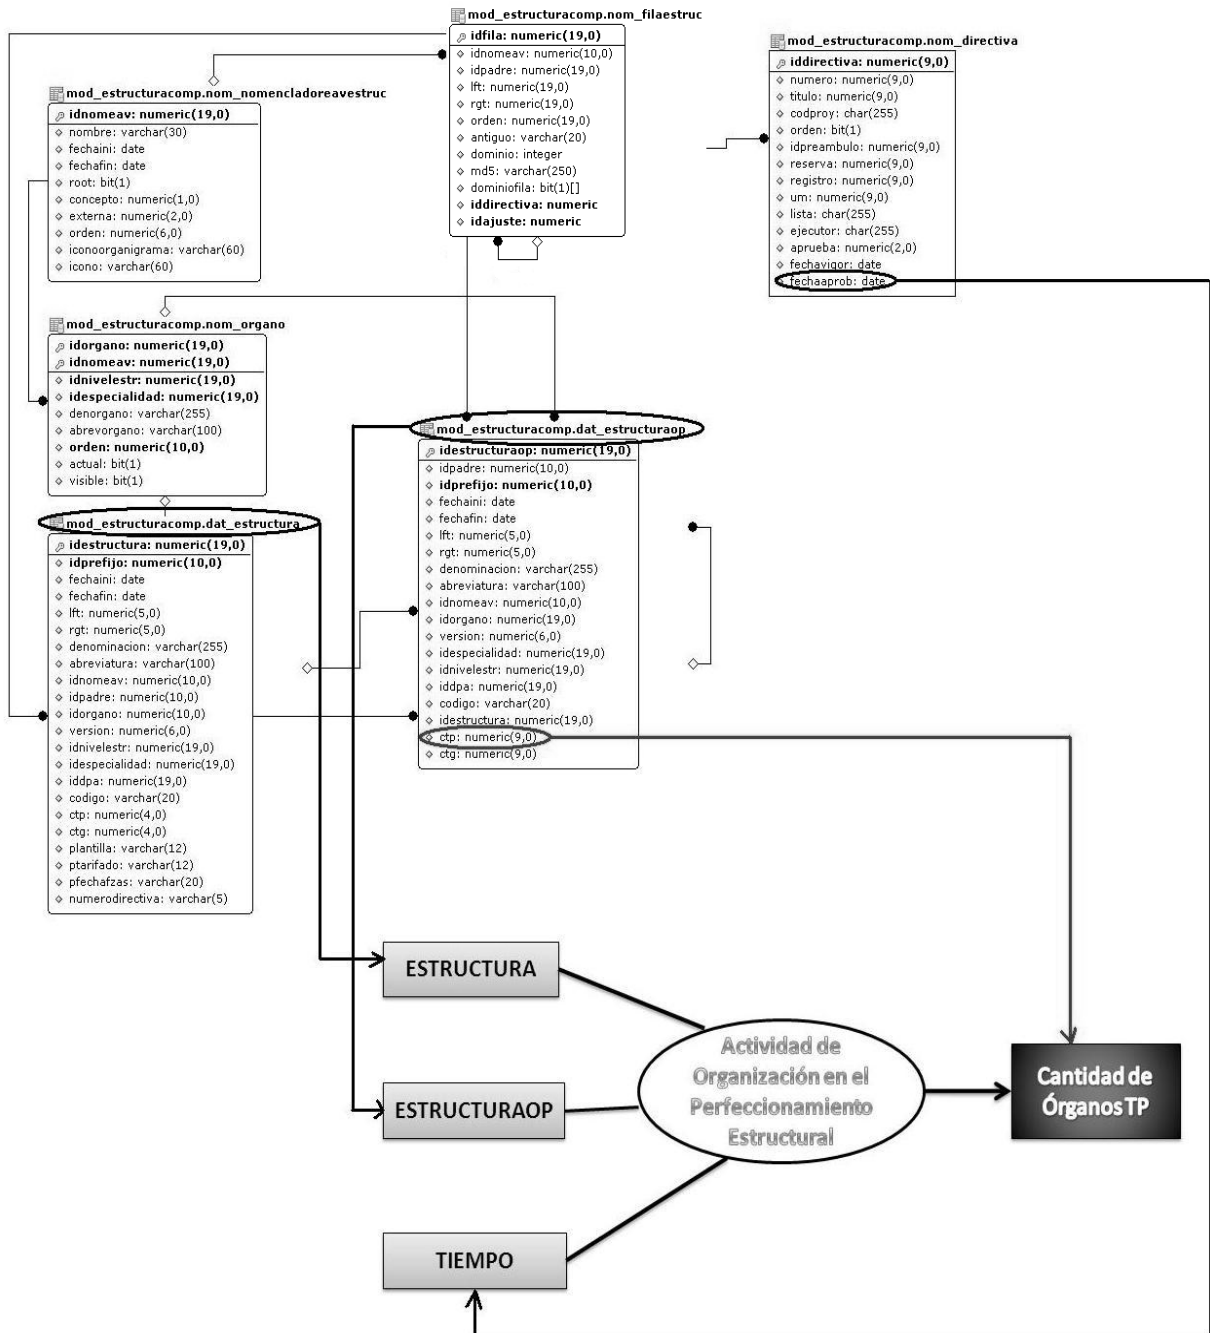 mod_estructuracomp.nom_filaestruc
idfila: numeric(19,0)
idnomeav: numeric(10,0)
idpadre: numeric(19,0)
lft: numeric(19,0)
rgt: numeric(19,0)
orden: numeric(19,0)
antiguo: varchar(20)
dominio: integer
md5: varchar(250)
dominiofila: bit(1)[]
iddirectiva: numeric
idajuste: numeric
mod_estructuracomp.nom_directiva
iddirectiva: numeric(9,0)
numero: numeric(9,0)
titulo: numeric(9,0)
codproy: char(255)
orden: bit(1)
idpreambulo: numeric(9,0)
reserva: numeric(9,0)
registro: numeric(9,0)
um: numeric(9,0)
lista: char(255)
ejecutor: char(255)
aprueba: numeric(2,0)
fechavigor: date
fechaaprob: date
mod_estructuracomp.nom_nomencladoreavestruc
idnomeav: numeric(19,0)
nombre: varchar(30)
fechaini: date
fechafin: date
root: bit(1)
concepto: numeric(1,0)
externa: numeric(2,0)
orden: numeric(6,0)
iconoorganigrama: varchar(60)
icono: varchar(60)
mod_estructuracomp.nom_organo
idorgano: numeric(19,0)
idnomeav: numeric(19,0)
idnivelestr: numeric(19,0)
idespecialidad: numeric(19,0)
denorgano: varchar(255)
abrevorgano: varchar(100)
orden: numeric(10,0)
actual: bit(1)
visible: bit(1)
mod_estructuracomp.dat_estructuraop
idestructuraop: numeric(19,0)
idpadre: numeric(10,0)
idprefijo: numeric(10,0)
fechaini: date
fechafin: date
lft: numeric(5,0)
rgt: numeric(5,0)
denominacion: varchar(255)
abreviatura: varchar(100)
idnomeav: numeric(10,0)
idorgano: numeric(19,0)
version: numeric(6,0)
idespecialidad: numeric(19,0)
idnivelestr: numeric(19,0)
iddpa: numeric(19,0)
codigo: varchar(20)
idestructura: numeric(19,0)
ctp: numeric(9,0)
ctg: numeric(9,0)
mod_estructuracomp.dat_estructura
idestructura: numeric(19,0)
idprefijo: numeric(10,0)
fechaini: date
fechafin: date
lft: numeric(5,0)
rgt: numeric(5,0)
denominacion: varchar(255)
abreviatura: varchar(100)
idnomeav: numeric(10,0)
idpadre: numeric(10,0)
idorgano: numeric(10,0)
version: numeric(6,0)
idnivelestr: numeric(19,0)
idespecialidad: numeric(19,0)
iddpa: numeric(19,0)
codigo: varchar(20)
ctp: numeric(4,0)
ctg: numeric(4,0)
plantilla: varchar(12)
ptarifado: varchar(12)
pfechafzas: varchar(20)
numerodirectiva: varchar(5)
ESTRUCTURA
ESTRUCTURAOP
TIEMPO
Actividad de
Organización en el
Perfeccionamiento
Estructural
Cantidad de
Órganos TP